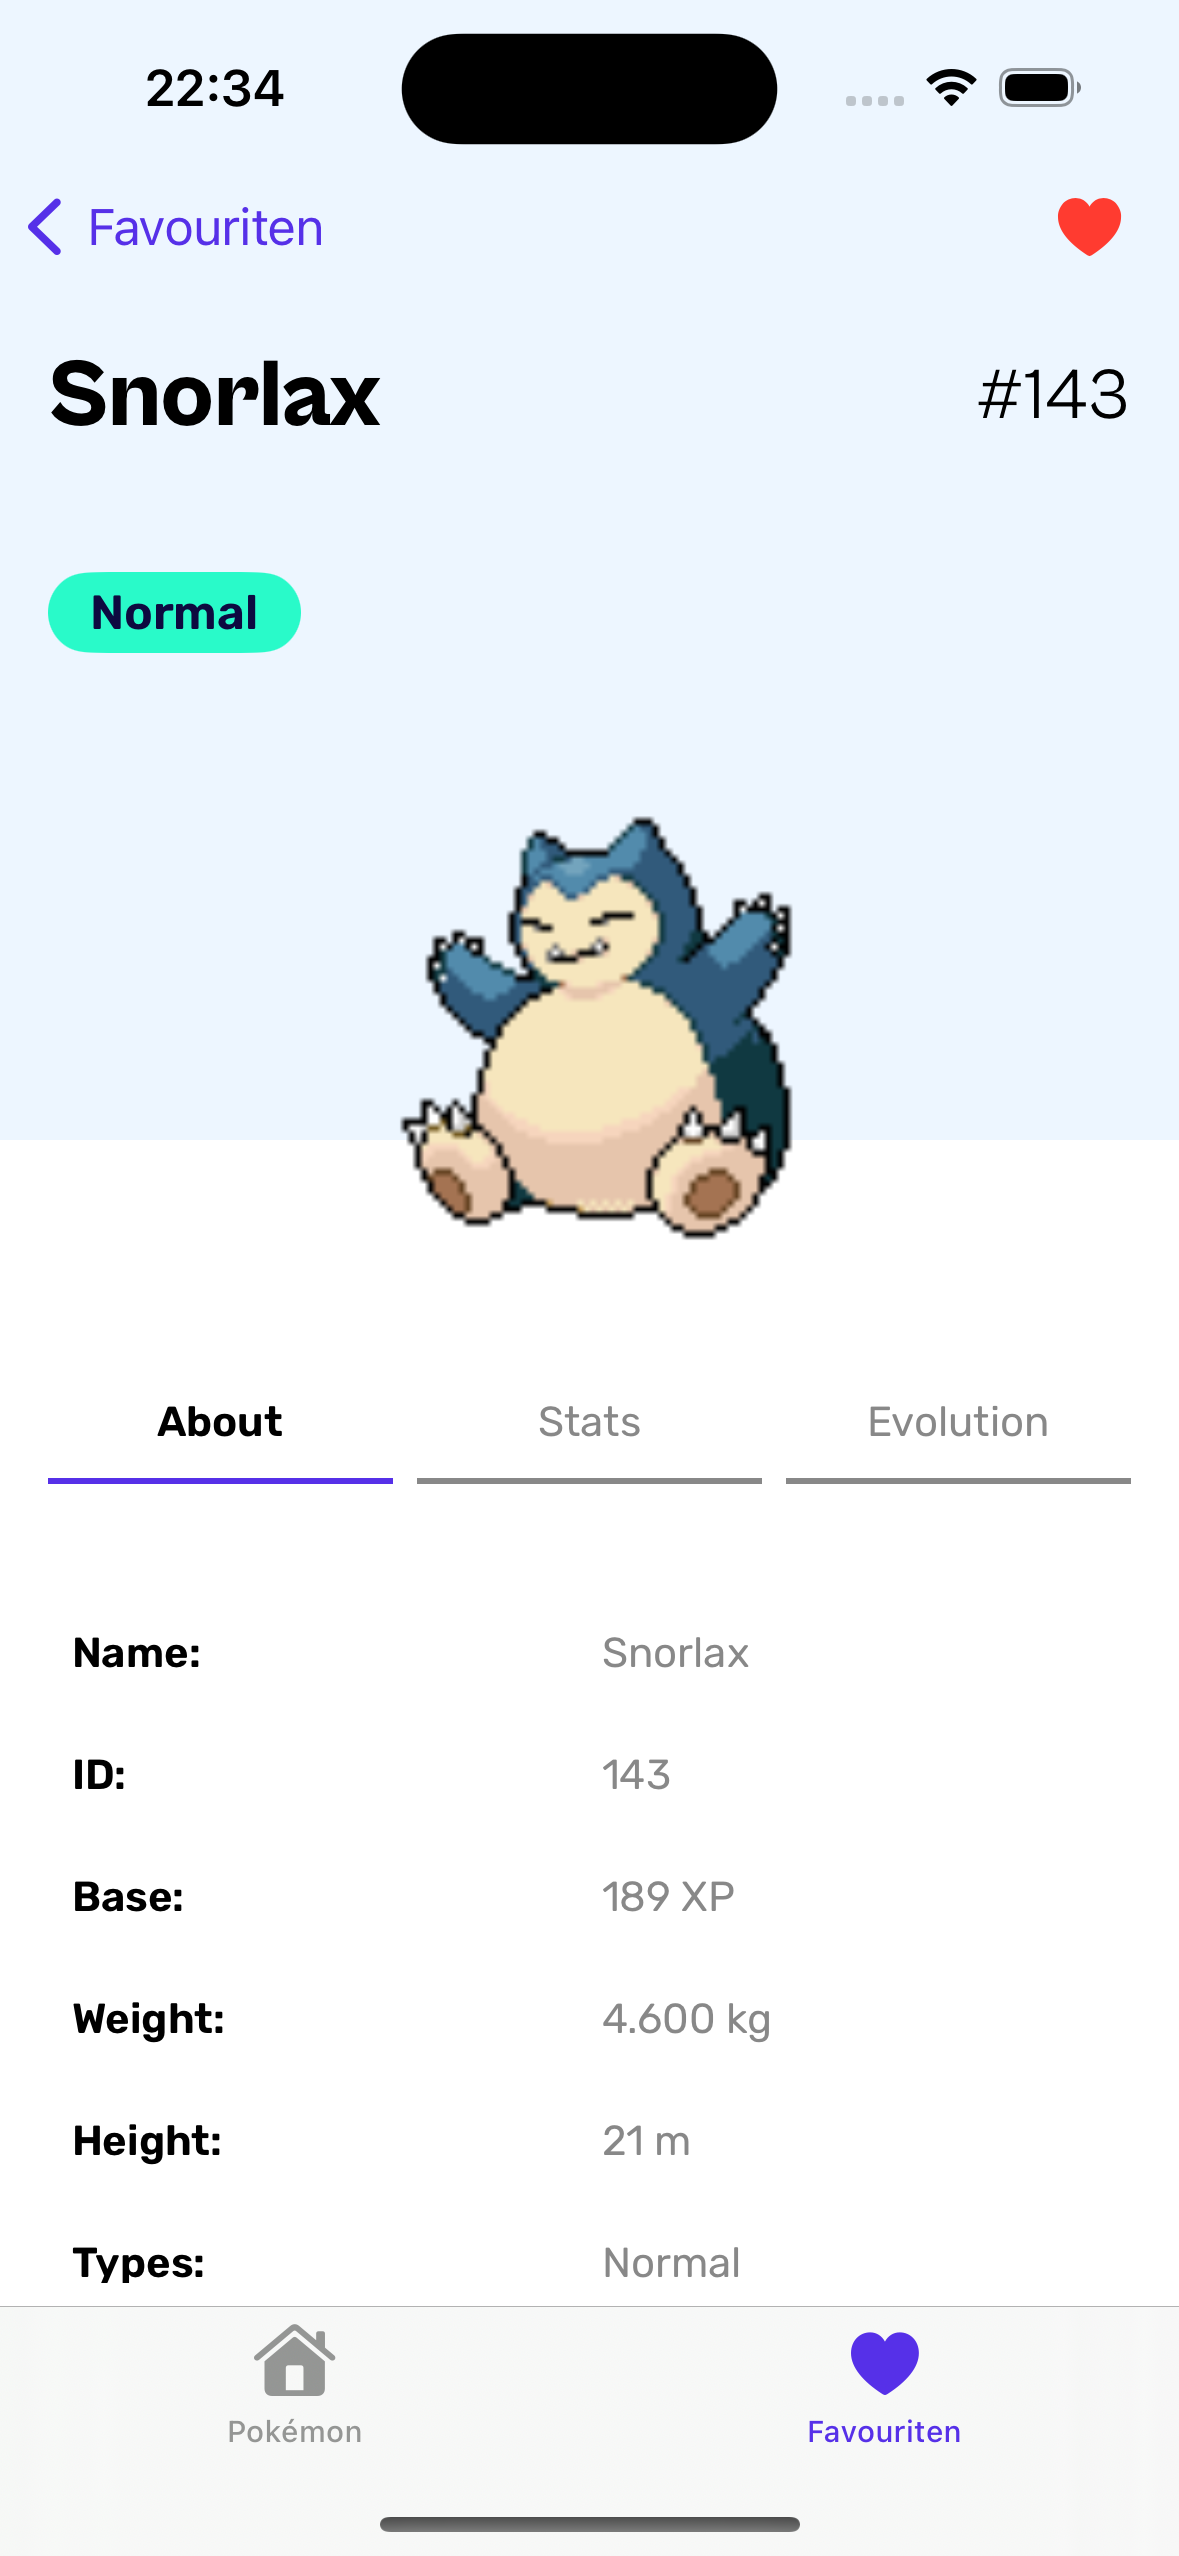 22:34
Favouriten
Snorlax #143
Normal
About Stats Evolution
Name: Snorlax
ID: 143
Base: 189 XP
Weight: 4.600 kg
Height: 21 m
Types: Normal
Pokémon Favouriten